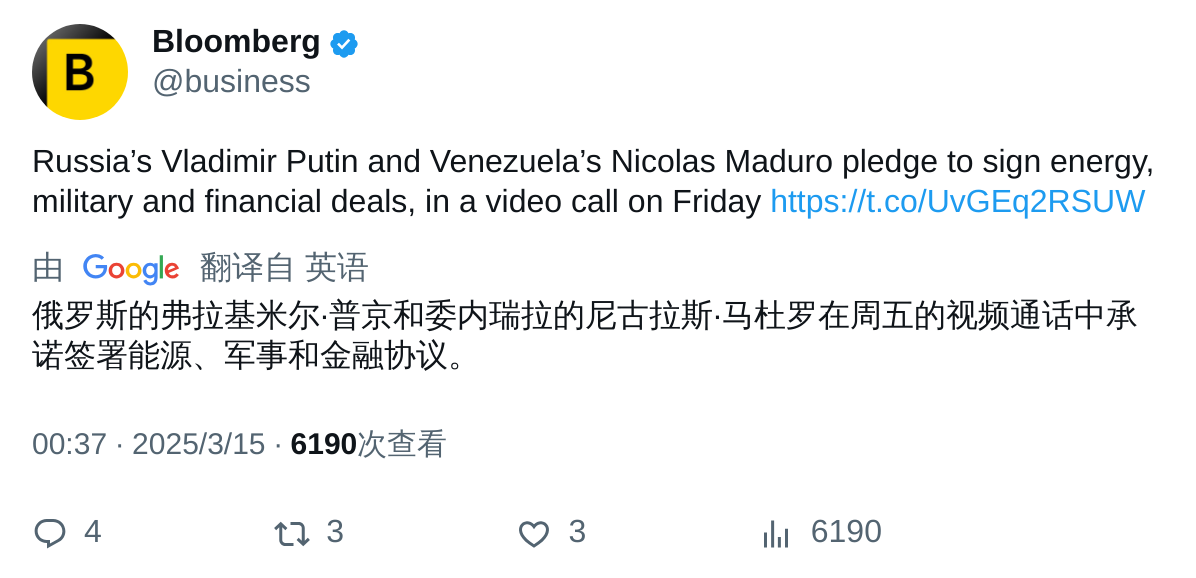 B
Bloomberg
@business
Russia’s Vladimir Putin and Venezuela’s Nicolas Maduro pledge to sign energy,
military and financial deals, in a video call on Friday https://t.co/UvGEq2RSUW
由 Google 翻译自 英语
俄罗斯的弗拉基米尔·普京和委内瑞拉的尼古拉斯·马杜罗在周五的视频通话中承
诺签署能源、军事和金融协议。
00:37 · 2025/3/15 · 6190次查看
4 3 3 6190